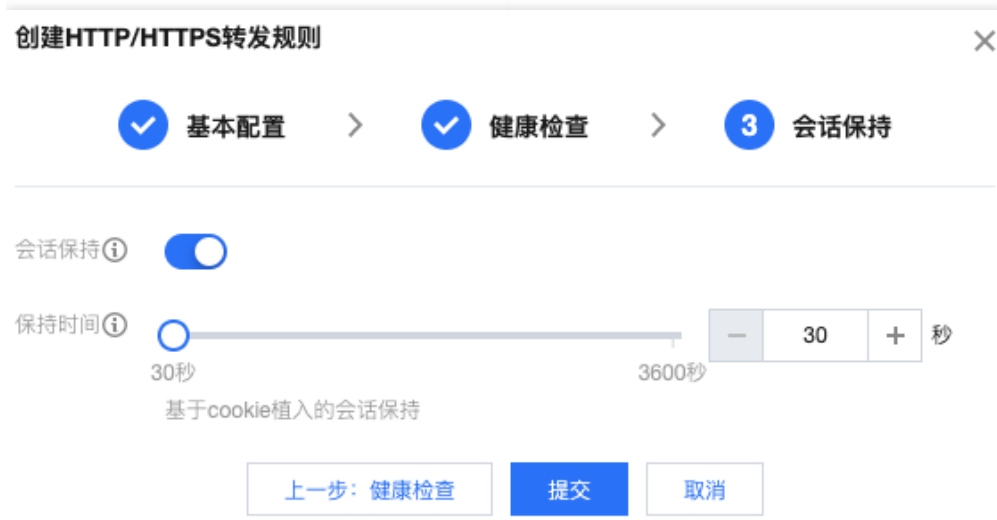 创建HTTP/HTTPS转发规则
基本配置 > 健康检查 > 3 会话保持
会话保持
保持时间 30 秒
30秒 3600秒
基于cookie植入的会话保持
上一步：健康检查 提交 取消